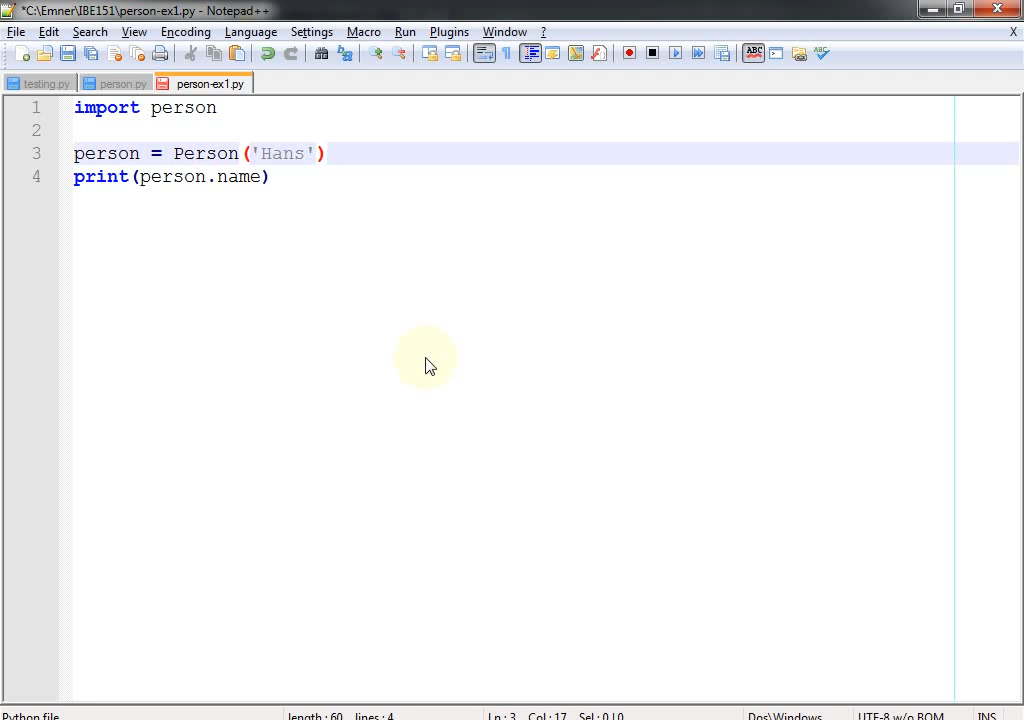 *C:\Emner\IBE151\person-ex1.py - Notepad++
File Edit Search View Encoding Language Settings Macro Run Plugins Window ? X
testing.py person.py person-ex1.py
1 import person
2
3 person = Person('Hans')
4 print(person.name)
Python file length : 60 lines : 4 Ln : 3 Col : 17 Sel : 0 | 0 Dos\Windows UTF-8 w/o BOM INS